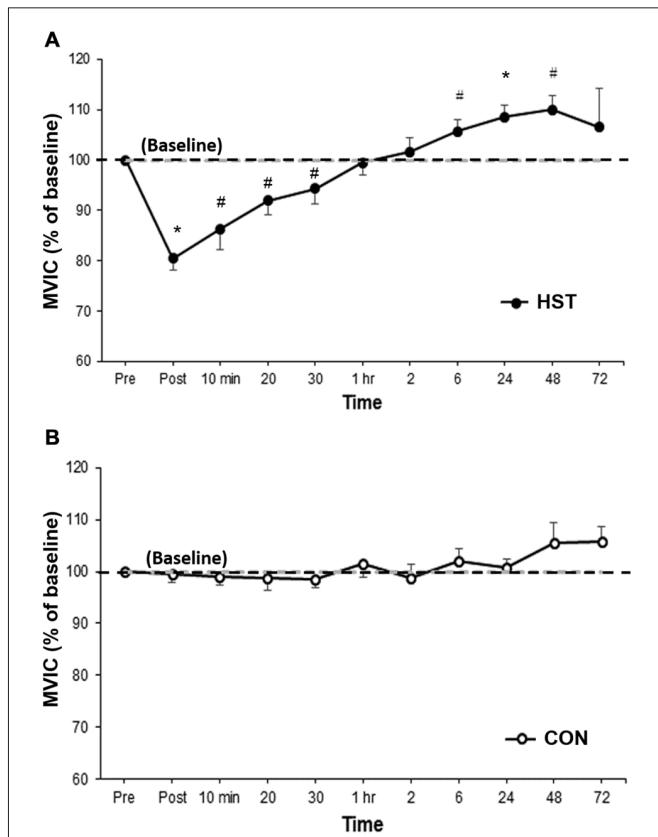 A
120
110
100
90
80
70
60
MVIC (% of baseline)
(Baseline)
*
#
#
#
#
*
#
HST
Pre Post 10 min 20 30 1 hr 2 6 24 48 72
Time
B
120
110
100
90
80
70
60
MVIC (% of baseline)
(Baseline)
CON
Pre Post 10 min 20 30 1 hr 2 6 24 48 72
Time